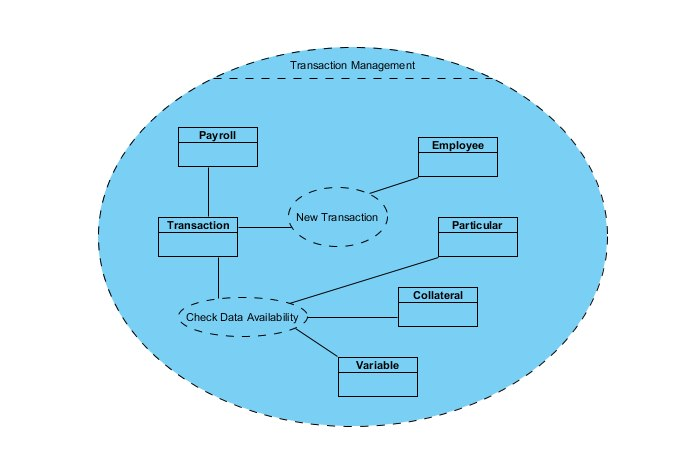 Transaction Management
Payroll
Employee
New Transaction
Transaction
Particular
Collateral
Check Data Availability
Variable